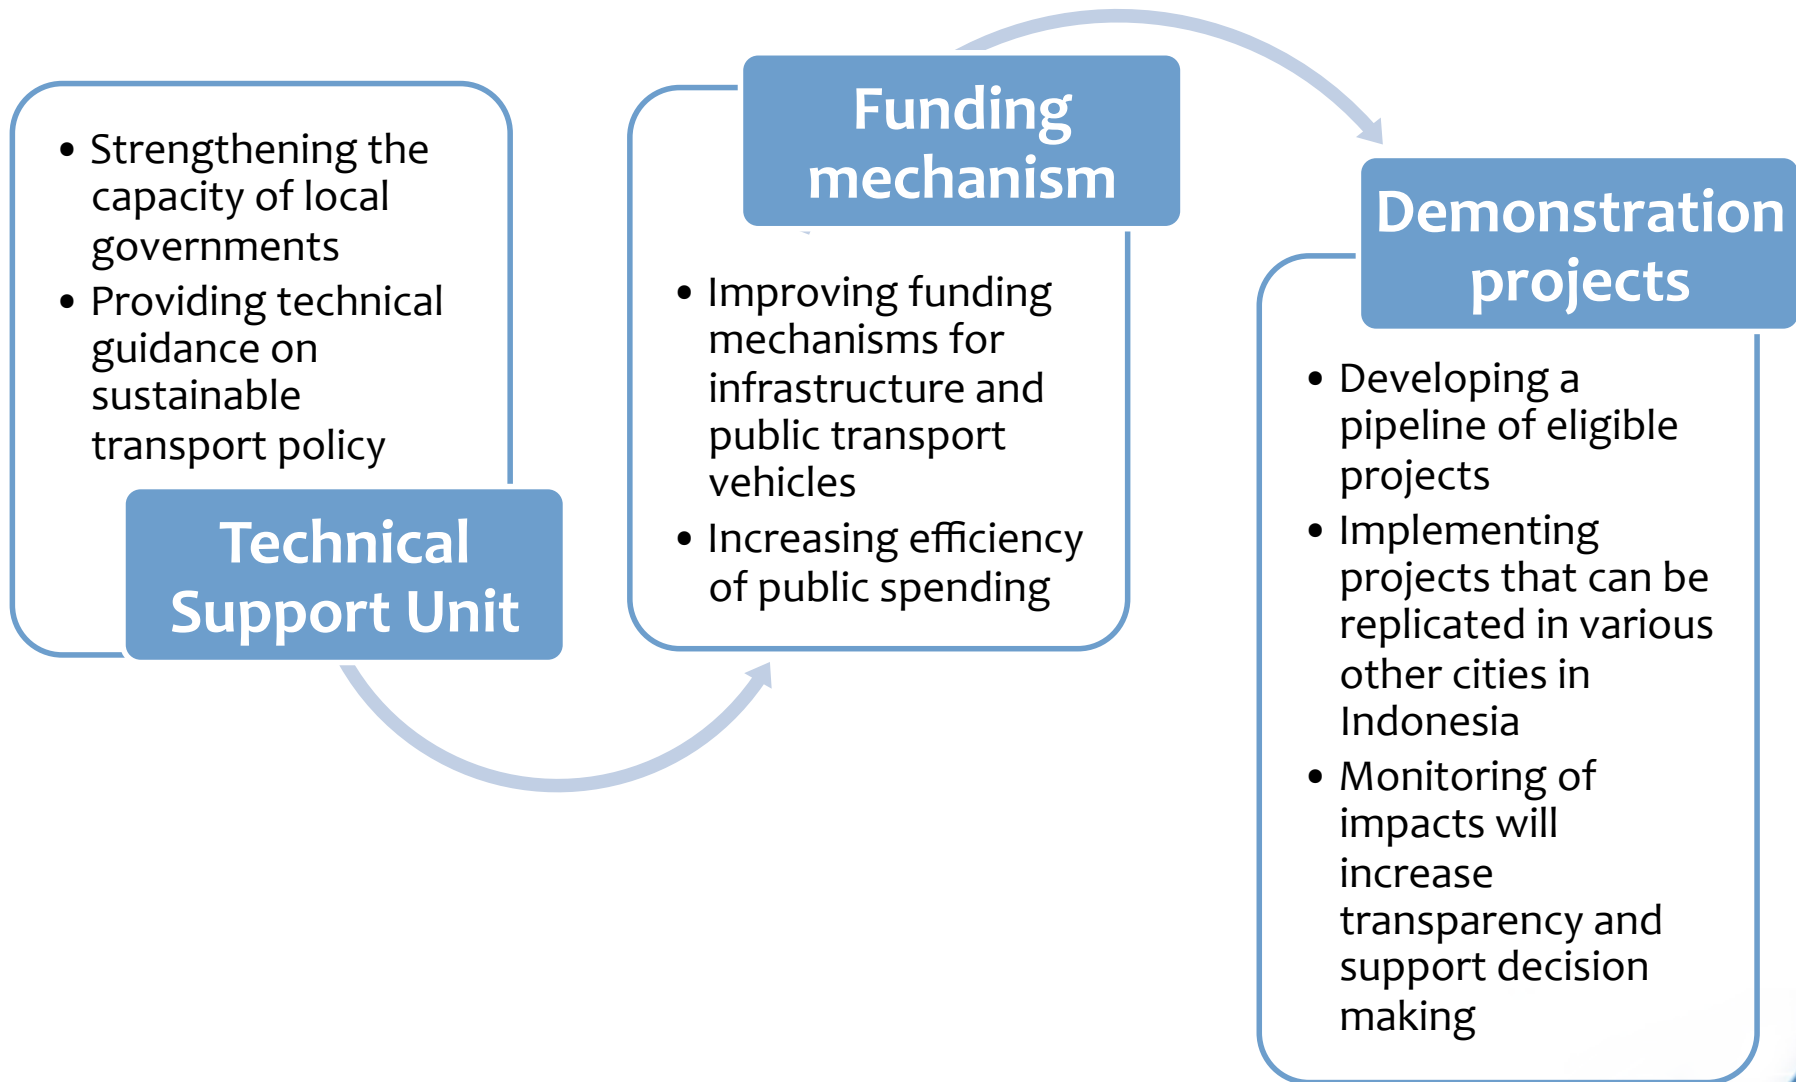 • Strengthening the
capacity of local
governments
• Providing technical
guidance on
sustainable
transport policy
Technical
Support Unit
Funding
mechanism
• Improving funding
mechanisms for
infrastructure and
public transport
vehicles
• Increasing efficiency
of public spending
Demonstration
projects
• Developing a
pipeline of eligible
projects
• Implementing
projects that can be
replicated in various
other cities in
Indonesia
• Monitoring of
impacts will
increase
transparency and
support decision
making